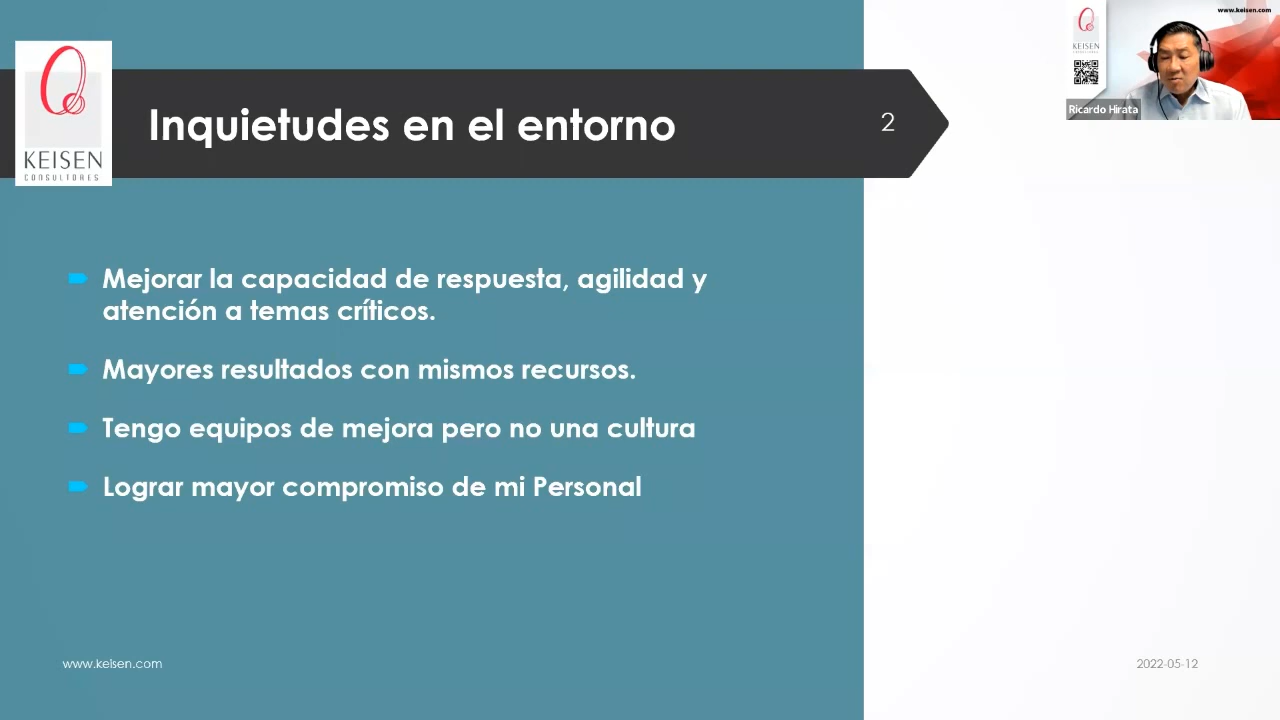 www.keisen.com
KEISEN
Ricardo Hirata
KEISEN
CONSULTORES
Inquietudes en el entorno
2
Mejorar la capacidad de respuesta, agilidad y
atención a temas críticos.
Mayores resultados con mismos recursos.
Tengo equipos de mejora pero no una cultura
Lograr mayor compromiso de mi Personal
www.keisen.com
2022-05-12